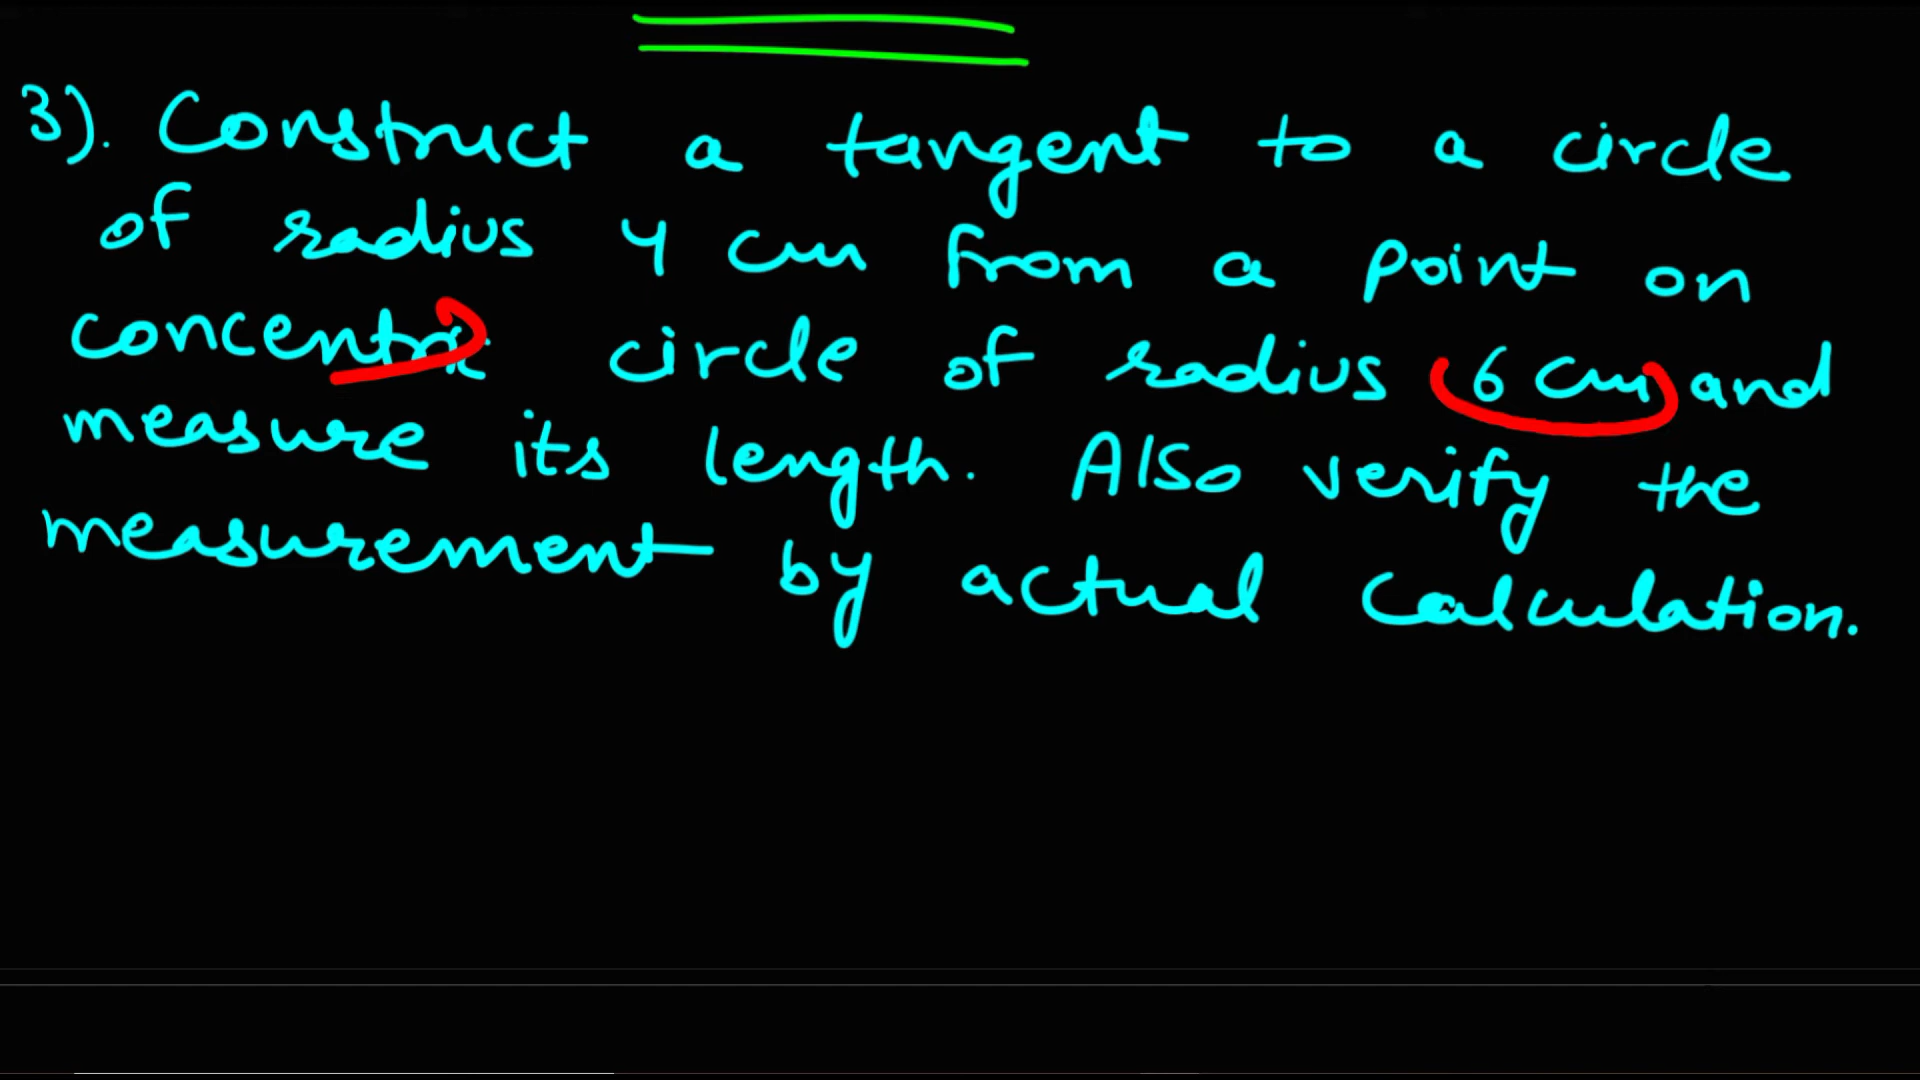 3). Construct a tangent to a circle
of radius 4 cm from a point on
concentric circle of radius 6 cm and
measure its length. Also verify the
measurement by actual calculation.